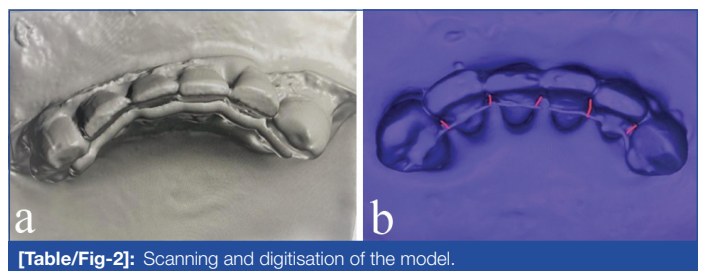 a
b
[Table/Fig-2]: Scanning and digitisation of the model.